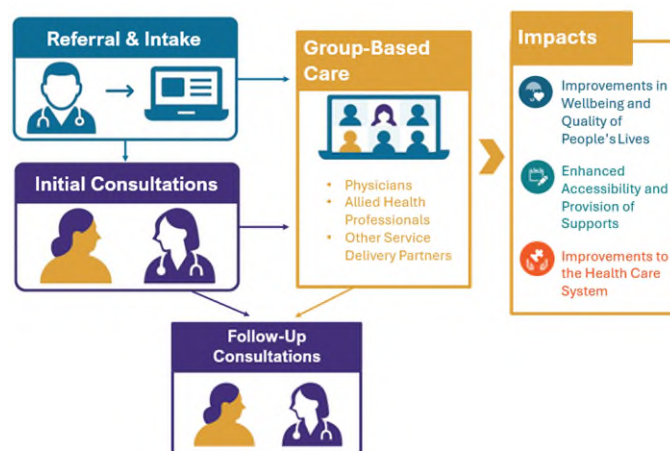 Referral & Intake
Initial Consultations
Group-Based
Care
• Physicians
• Allied Health
Professionals
• Other Service
Delivery Partners
Follow-Up
Consultations
Impacts
Improvements in
Wellbeing and
Quality of
People's Lives
Enhanced
Accessibility and
Provision of
Supports
Improvements to
the Health Care
System